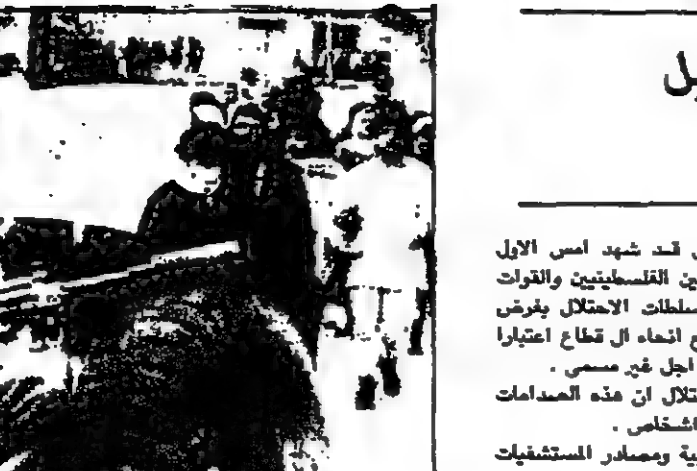 يل
قد شهد امس الاول
ين الفلسطينيين والقوات
سلطات الاحتلال بفرض
ع انحاء ال قطاع اعتبارا
اجل غير مسمى .
تلال ان هذه الصدامات
اشخاص .
ية ومصادر المستشفيات